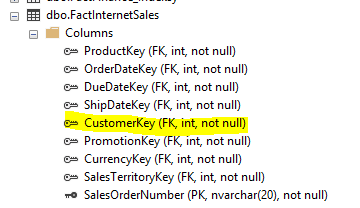 dbo.FactInternetSales
Columns
ProductKey (FK, int, not null)
OrderDateKey (FK, int, not null)
DueDateKey (FK, int, not null)
ShipDateKey (FK, int, not null)
CustomerKey (FK, int, not null)
PromotionKey (FK, int, not null)
CurrencyKey (FK, int, not null)
SalesTerritoryKey (FK, int, not null)
SalesOrderNumber (PK, nvarchar(20), not null)